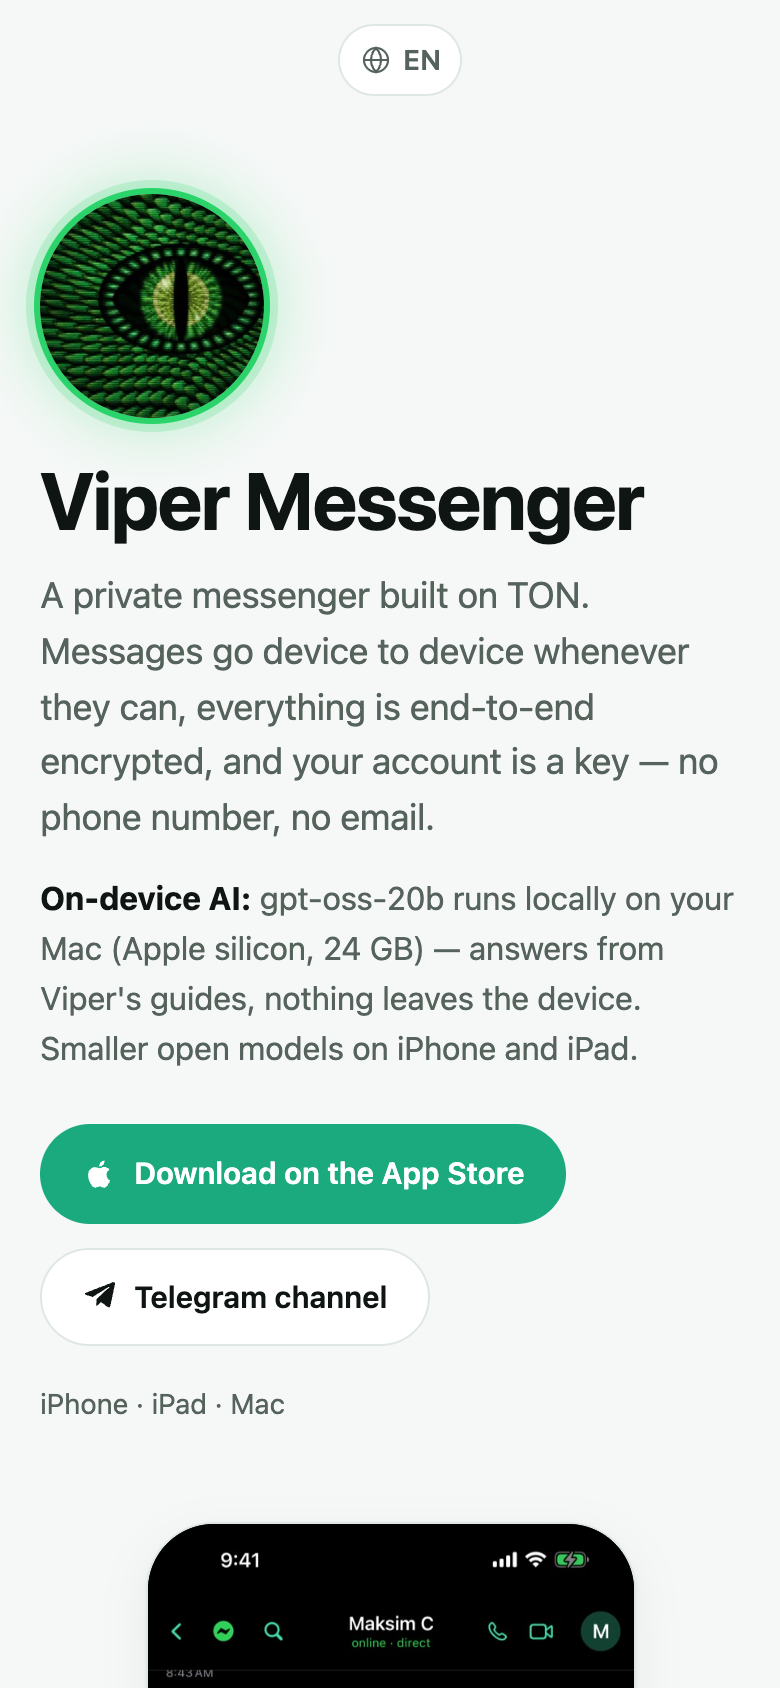 EN
Viper Messenger
A private messenger built on TON.
Messages go device to device whenever
they can, everything is end-to-end
encrypted, and your account is a key — no
phone number, no email.
On-device AI: gpt-oss-20b runs locally on your
Mac (Apple silicon, 24 GB) — answers from
Viper's guides, nothing leaves the device.
Smaller open models on iPhone and iPad.
Download on the App Store
Telegram channel
iPhone · iPad · Mac
9:41
Maksim C
online · direct
M
8:43 AM